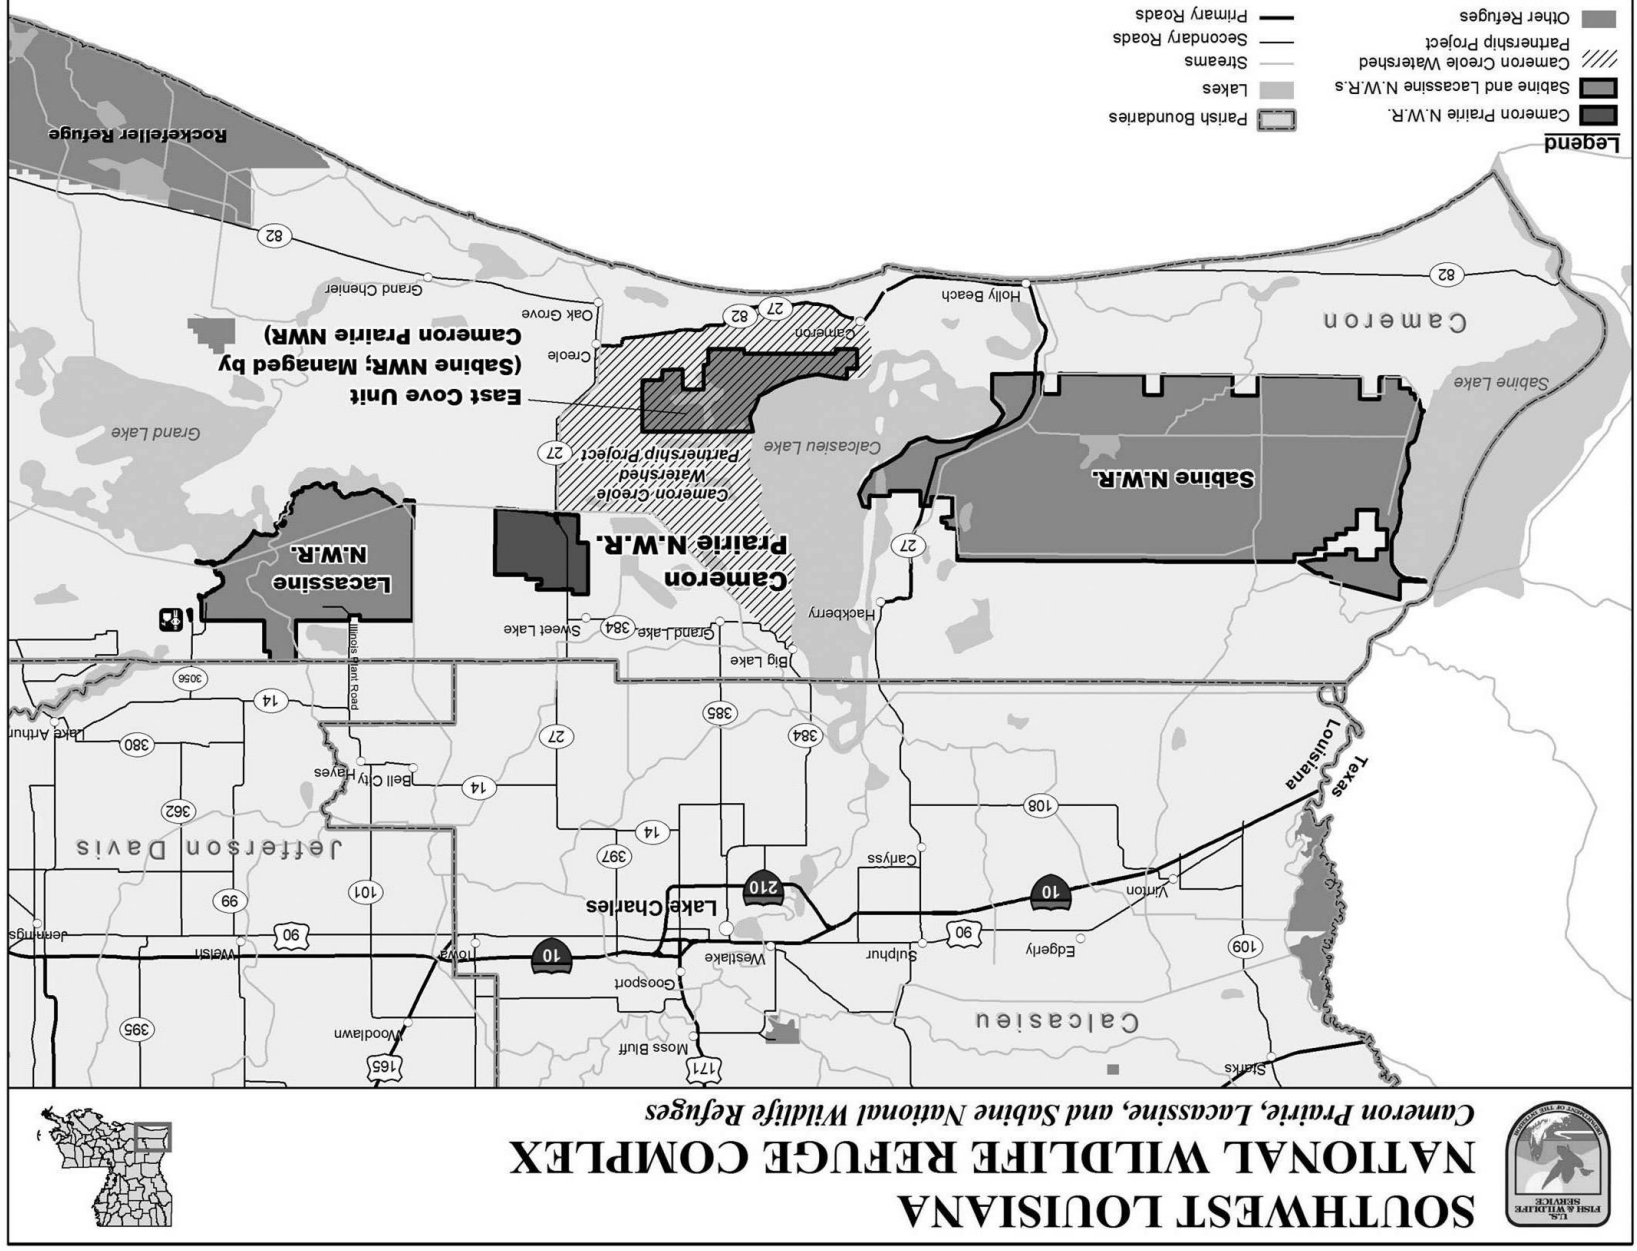 U.S.
FISH & WILDLIFE
SERVICE
DEPARTMENT OF THE INTERIOR
SOUTHWEST LOUISIANA
NATIONAL WILDLIFE REFUGE COMPLEX
Cameron Prairie, Lacassine, and Sabine National Wildlife Refuges
Starks
171
Moss Bluff
165
Woodlawn
395
Calcasieu
Goosport
109
Edgerly
90
Sulphur
Westlake
10
Iowa
Welsh
90
Jennings
Vinton
10
210
Lake Charles
101
99
Carlyss
397
Jefferson Davis
14
108
362
Texas
Louisiana
14
Bell City
Hayes
384
385
27
380
Lake Arthur
14
3056
Illinois Plant Road
Big Lake
Grand Lake
384
Sweet Lake
Hackberry
Cameron
Prairie N.W.R.
Lacassine
N.W.R.
27
Sabine N.W.R.
Cameron Creole
Watershed
Partnership Project
27
Calcasieu Lake
Grand Lake
Sabine Lake
East Cove Unit
(Sabine NWR; Managed by
Cameron Prairie NWR)
Creole
Cameron
Cameron
27
82
Oak Grove
Holly Beach
Grand Chenier
82
82
Rockefeller Refuge
Legend
Cameron Prairie N.W.R.
Sabine and Lacassine N.W.R.s
Cameron Creole Watershed
Partnership Project
Other Refuges
Parish Boundaries
Lakes
Streams
Secondary Roads
Primary Roads